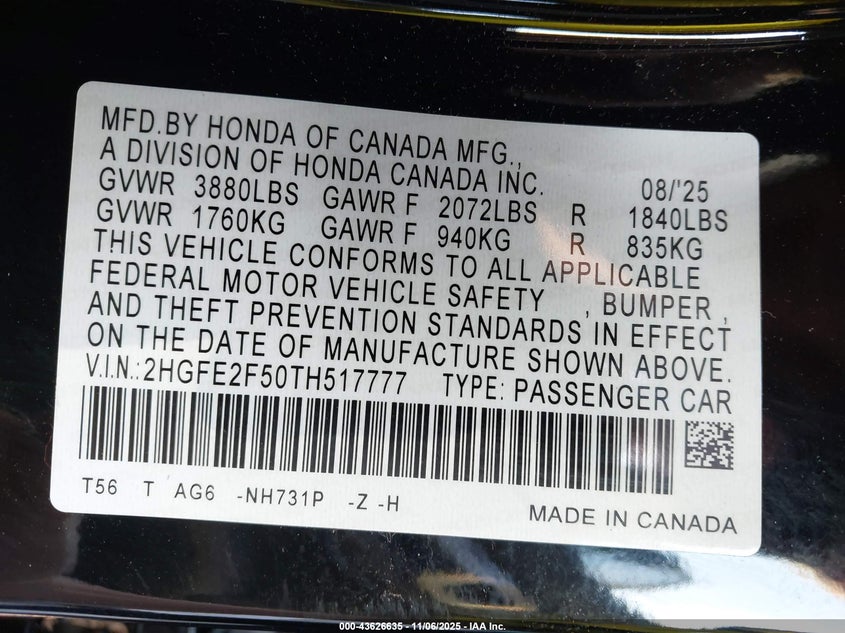 MFD.BY HONDA OF CANADA MFG.,
A DIVISION OF HONDA CANADA INC. 08/'25
GVWR 3880LBS GAWR F 2072LBS R 1840LBS
GVWR 1760KG GAWR F 940KG R 835KG
THIS VEHICLE CONFORMS TO ALL APPLICABLE
FEDERAL MOTOR VEHICLE SAFETY , BUMPER ,
AND THEFT PREVENTION STANDARDS IN EFFECT
ON THE DATE OF MANUFACTURE SHOWN ABOVE.
V.I.N.:2HGFE2F50TH517777 TYPE: PASSENGER CAR
T56 T AG6 -NH731P -Z -H
MADE IN CANADA
000-43626635 - 11/06/2025 - IAA Inc.